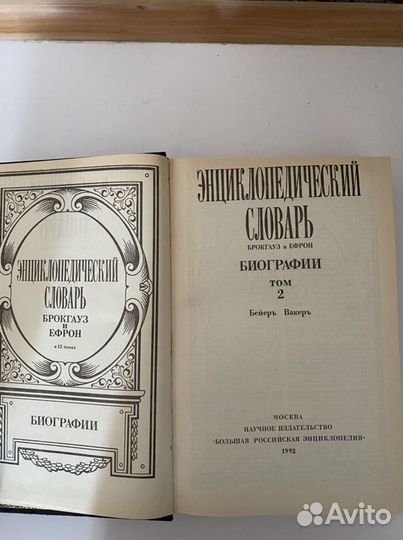 ЭНЦИКЛОПЕДИЧЕСКИЙ
СЛОВАРЬ
БРОКГАУЗ
И
ЕФРОН
в 12 томах
БИОГРАФИИ
ЭНЦИКЛОПЕДИЧЕСКИЙ
СЛОВАРЬ
БРОКГАУЗ и ЕФРОН
БИОГРАФИИ
ТОМ
2
Бейеръ Вакеръ
МОСКВА
НАУЧНОЕ ИЗДАТЕЛЬСТВО
«БОЛЬШАЯ РОССИЙСКАЯ ЭНЦИКЛОПЕДИЯ»
1992
Avito